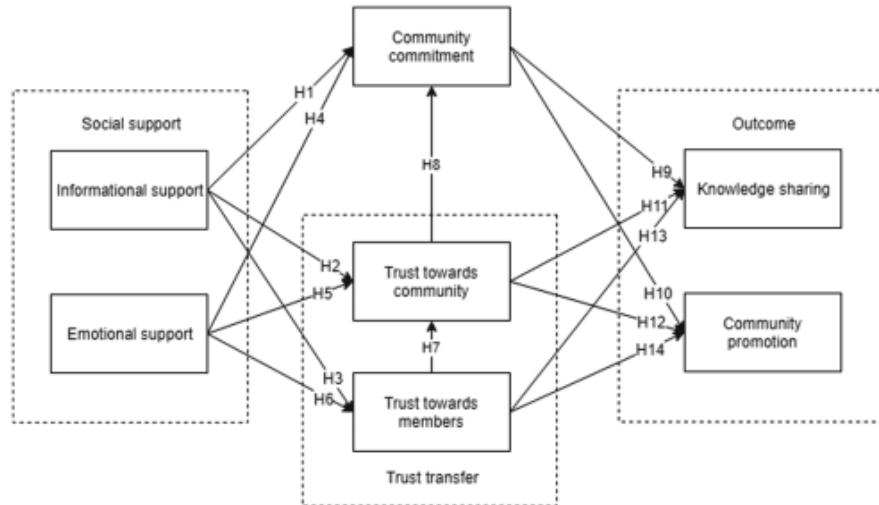 Community
commitment
H1
H4
Social support
Outcome
Informational support
H8
H9
Knowledge sharing
H11
H13
H2
Trust towards
community
H5
H10
H12
Emotional support
Community
promotion
H7
H14
H3
H6
Trust towards
members
Trust transfer